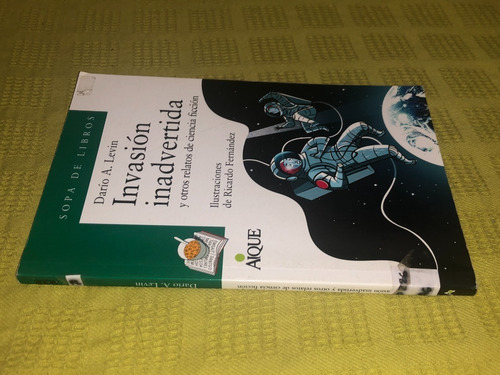 SOPA DE LIBROS
Darío A. Levin
Invasión
inadvertida
y otros relatos de ciencia ficción
Ilustraciones
de Ricardo Fernández
AiQUE
Darío A. Levin
inadvertida y otros relatos de ciencia ficción